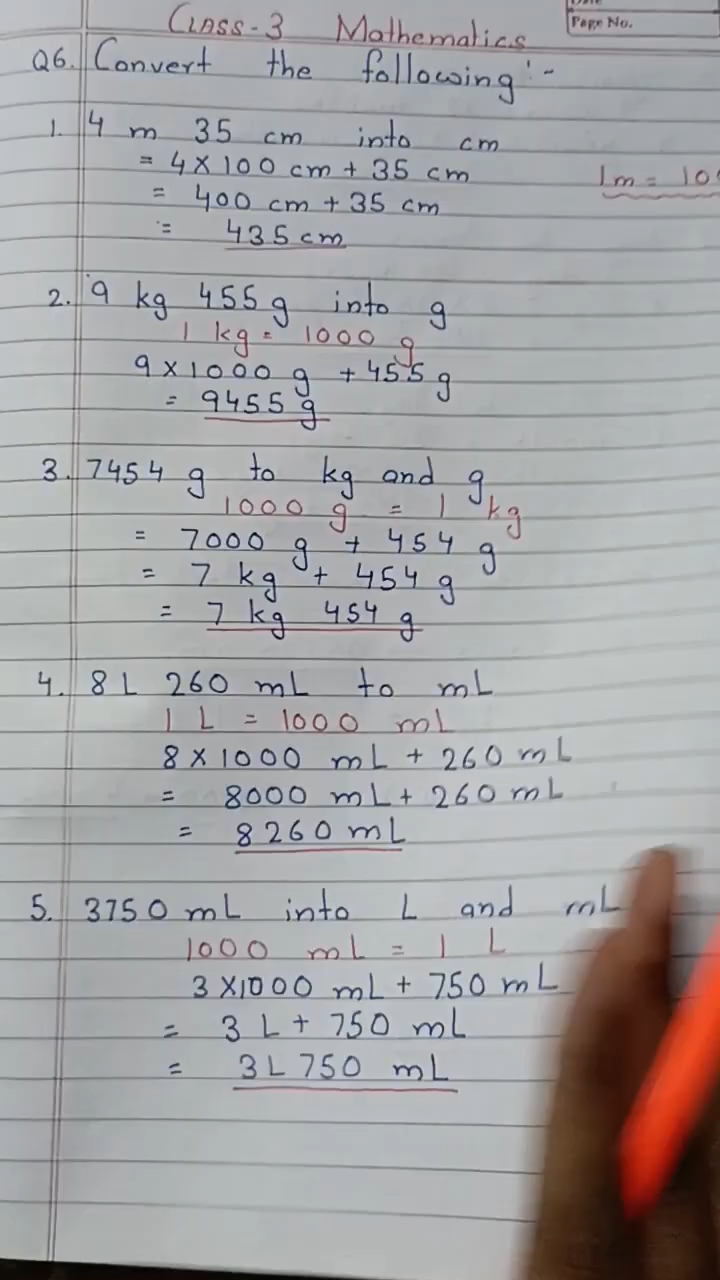 Page No.
CLASS-3 Mathematics
Q6. Convert the following :-
1. 4 m 35 cm into cm
= 4 × 100 cm + 35 cm
1m = 10
= 400 cm + 35 cm
= 435 cm
2. 9 kg 455 g into g
1 kg = 1000 g
9 × 1000 g + 455 g
= 9455 g
3. 7454 g to kg and g
1000 g = 1 kg
= 7000 g + 454 g
= 7 kg + 454 g
= 7 kg 454 g
4. 8 L 260 mL to mL
1 L = 1000 mL
8 × 1000 mL + 260 mL
= 8000 mL + 260 mL
= 8260 mL
5. 3750 mL into L and mL
1000 mL = 1 L
3 × 1000 mL + 750 mL
= 3 L + 750 mL
= 3 L 750 mL